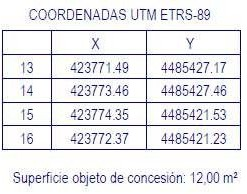 COORDENADAS UTM ETRS-89
X Y
13 423771.49 4485427.17
14 423773.46 4485427.46
15 423774.35 4485421.53
16 423772.37 4485421.23
Superficie objeto de concesión: 12,00 m²